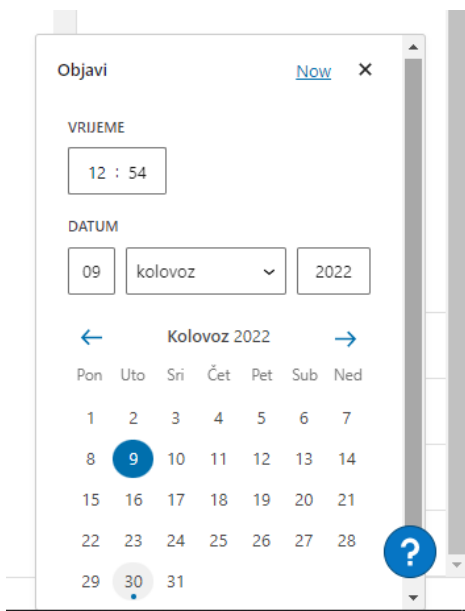 Objavi Now ✕
VRIJEME
12 : 54
DATUM
09 kolovoz 2022
← Kolovoz 2022 →
Pon Uto Sri Čet Pet Sub Ned
1 2 3 4 5 6 7
8 9 10 11 12 13 14
15 16 17 18 19 20 21
22 23 24 25 26 27 28
29 30 31
?